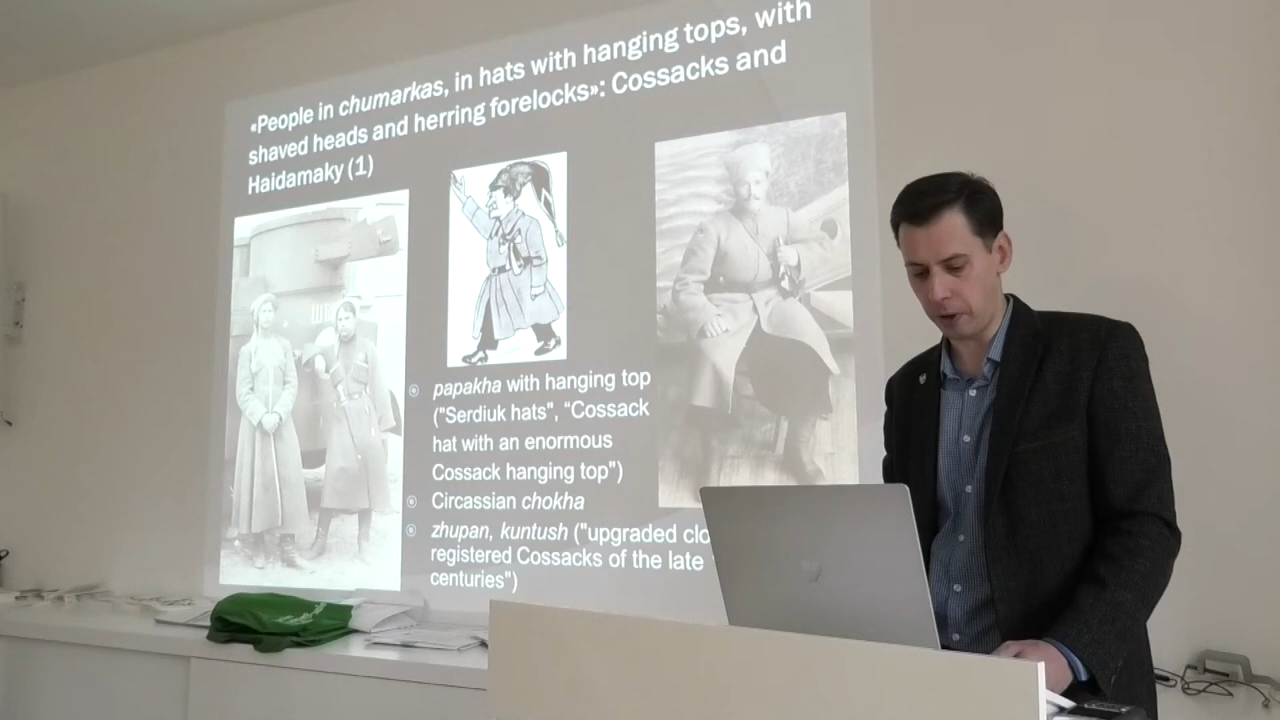 «People in chumarkas, in hats with hanging tops, with
shaved heads and herring forelocks»: Cossacks and
Haidamaky (1)
papakha with hanging top
("Serdiuk hats", “Cossack
hat with an enormous
Cossack hanging top")
Circassian chokha
zhupan, kuntush ("upgraded clo
registered Cossacks of the late
centuries")